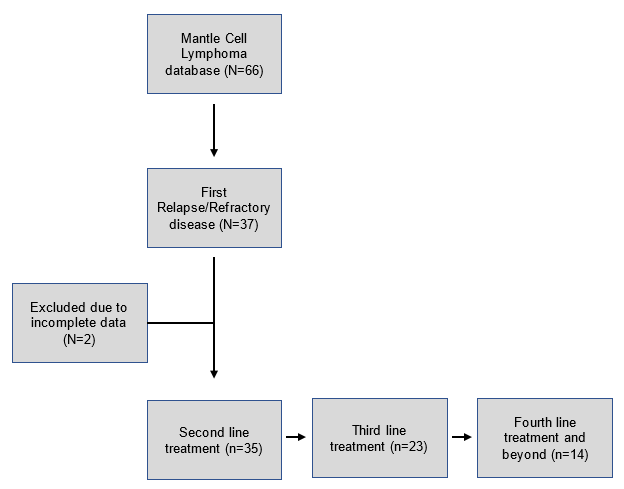 Mantle Cell
Lymphoma
database (N=66)
First
Relapse/Refractory
disease (N=37)
Excluded due to
incomplete data
(N=2)
Second line
treatment (n=35)
Third line
treatment (n=23)
Fourth line
treatment and
beyond (n=14)